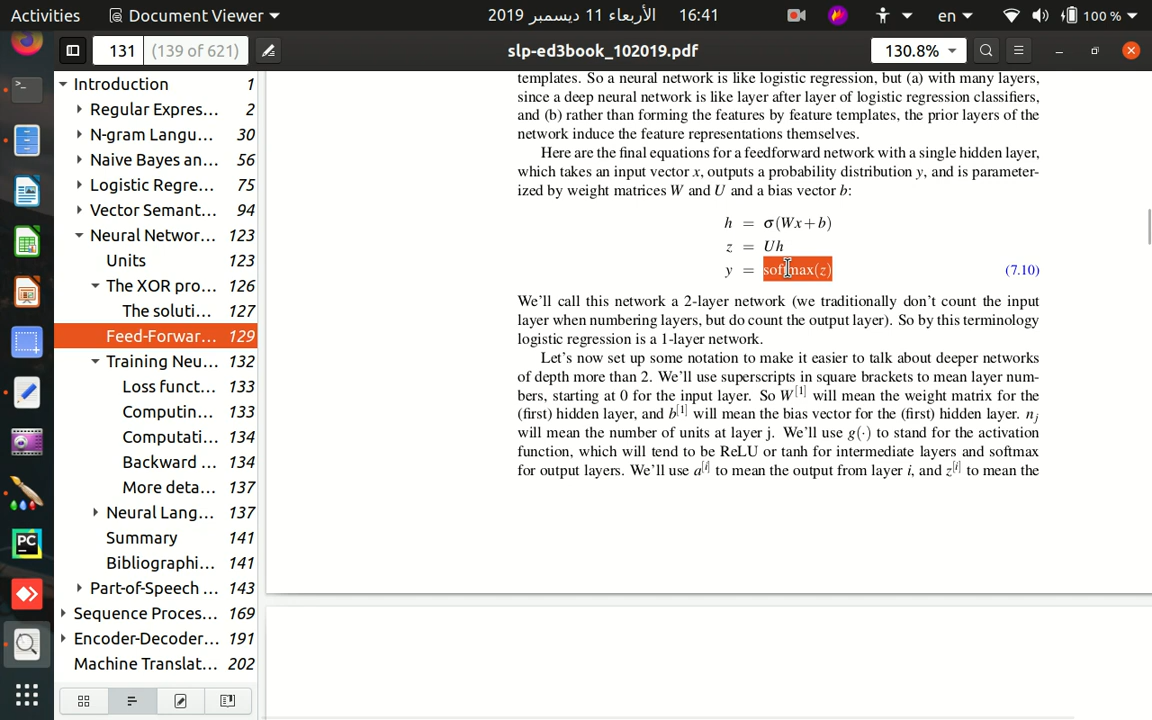 Activities Document Viewer 2019 الأربعاء 11 ديسمبر 16:41 en 100 %
131 (139 of 621) slp-ed3book_102019.pdf 130.8%
Introduction 1
Regular Expres... 2
N-gram Langu... 30
Naive Bayes an... 56
Logistic Regre... 75
Vector Semant... 94
Neural Networ... 123
Units 123
The XOR pro... 126
The soluti... 127
Feed-Forwar... 129
Training Neu... 132
Loss funct... 133
Computin... 133
Computati... 134
Backward ... 134
More deta... 137
Neural Lang... 137
Summary 141
Bibliographi... 141
Part-of-Speech ... 143
Sequence Proces... 169
Encoder-Decoder... 191
Machine Translat... 202
templates. So a neural network is like logistic regression, but (a) with many layers,
since a deep neural network is like layer after layer of logistic regression classifiers,
and (b) rather than forming the features by feature templates, the prior layers of the
network induce the feature representations themselves.
Here are the final equations for a feedforward network with a single hidden layer,
which takes an input vector x, outputs a probability distribution y, and is parameter-
ized by weight matrices W and U and a bias vector b:
h = σ(Wx+b)
z = Uh
y = softmax(z) (7.10)
We'll call this network a 2-layer network (we traditionally don't count the input
layer when numbering layers, but do count the output layer). So by this terminology
logistic regression is a 1-layer network.
Let's now set up some notation to make it easier to talk about deeper networks
of depth more than 2. We'll use superscripts in square brackets to mean layer num-
bers, starting at 0 for the input layer. So W[1] will mean the weight matrix for the
(first) hidden layer, and b[1] will mean the bias vector for the (first) hidden layer. nj
will mean the number of units at layer j. We'll use g(·) to stand for the activation
function, which will tend to be ReLU or tanh for intermediate layers and softmax
for output layers. We'll use a[i] to mean the output from layer i, and z[i] to mean the
PC